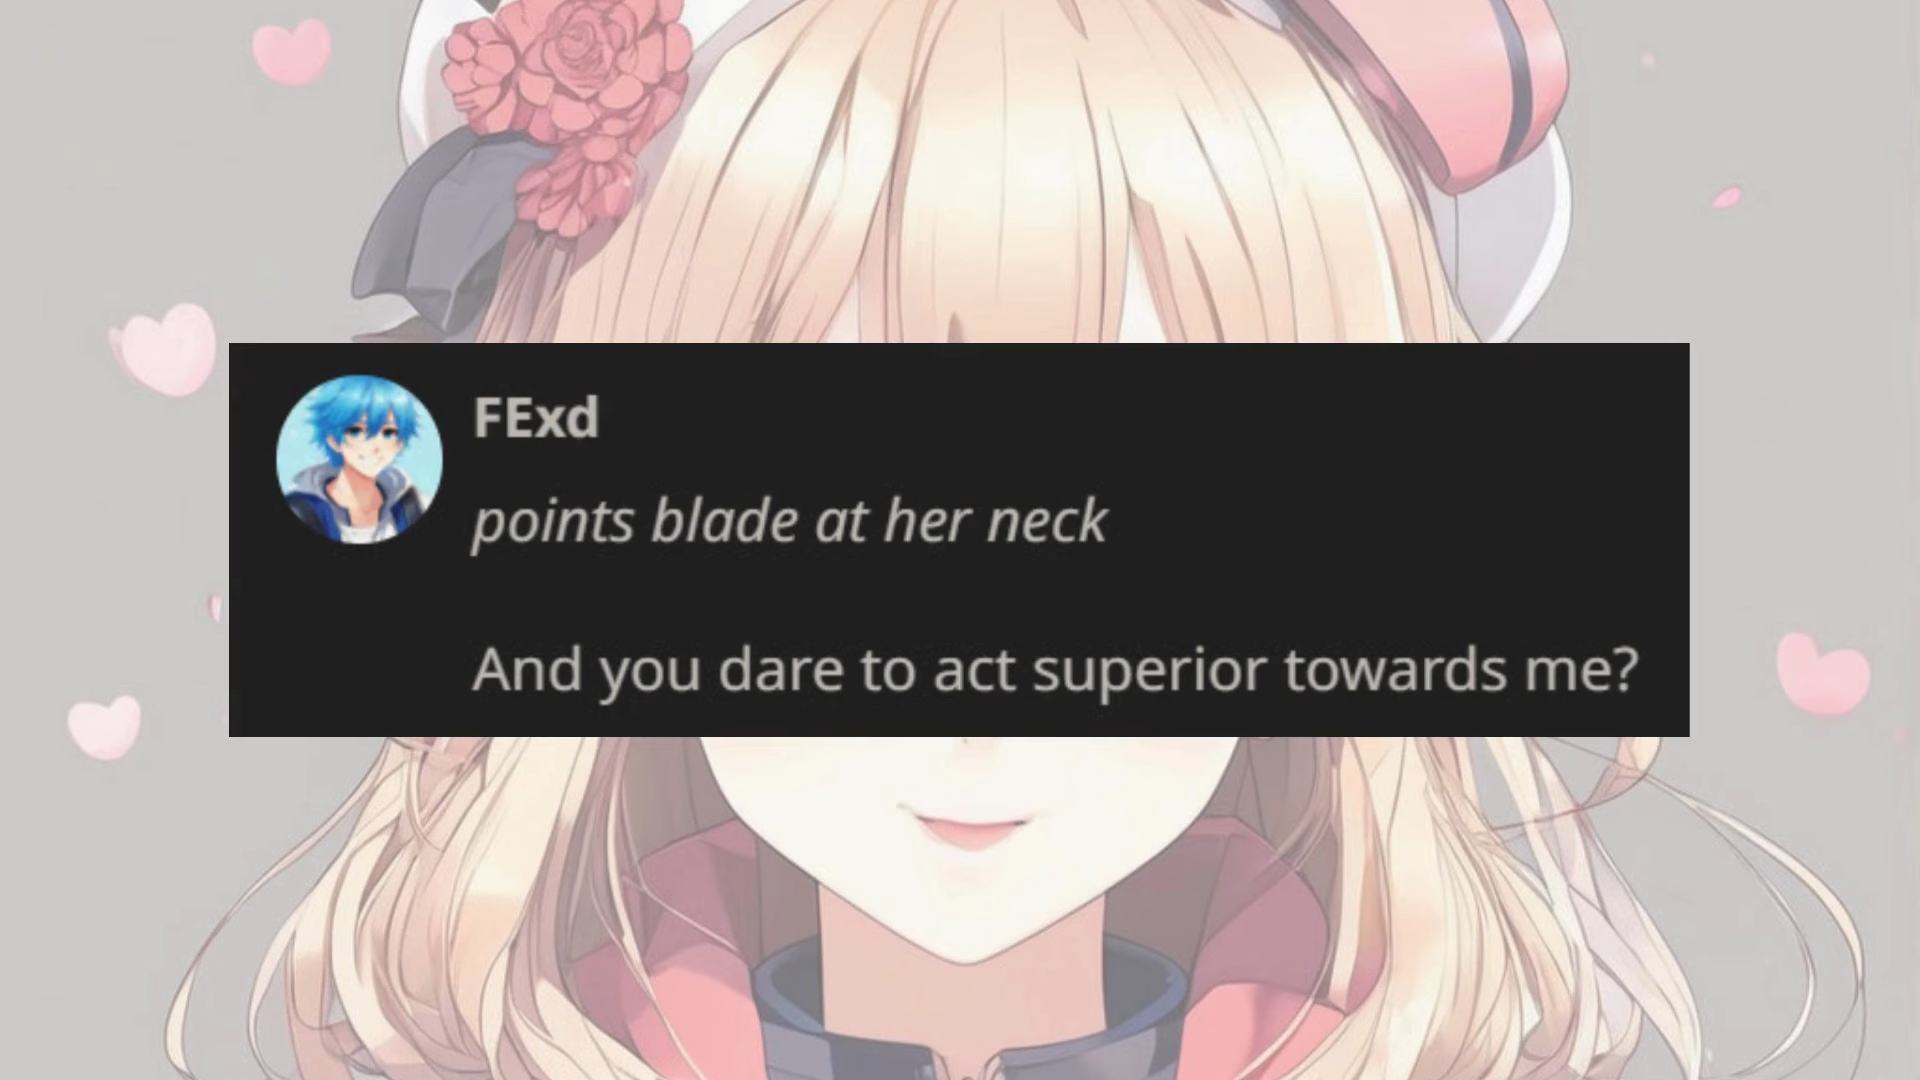 FExd
points blade at her neck
And you dare to act superior towards me?